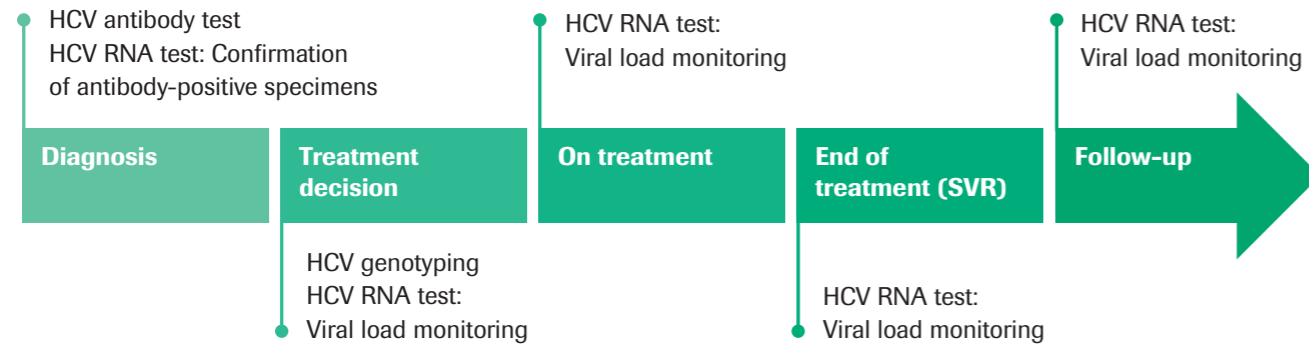 HCV antibody test
HCV RNA test: Confirmation
of antibody-positive specimens
HCV RNA test:
Viral load monitoring
HCV RNA test:
Viral load monitoring
Diagnosis
Treatment
decision
On treatment
End of
treatment (SVR)
Follow-up
HCV genotyping
HCV RNA test:
Viral load monitoring
HCV RNA test:
Viral load monitoring